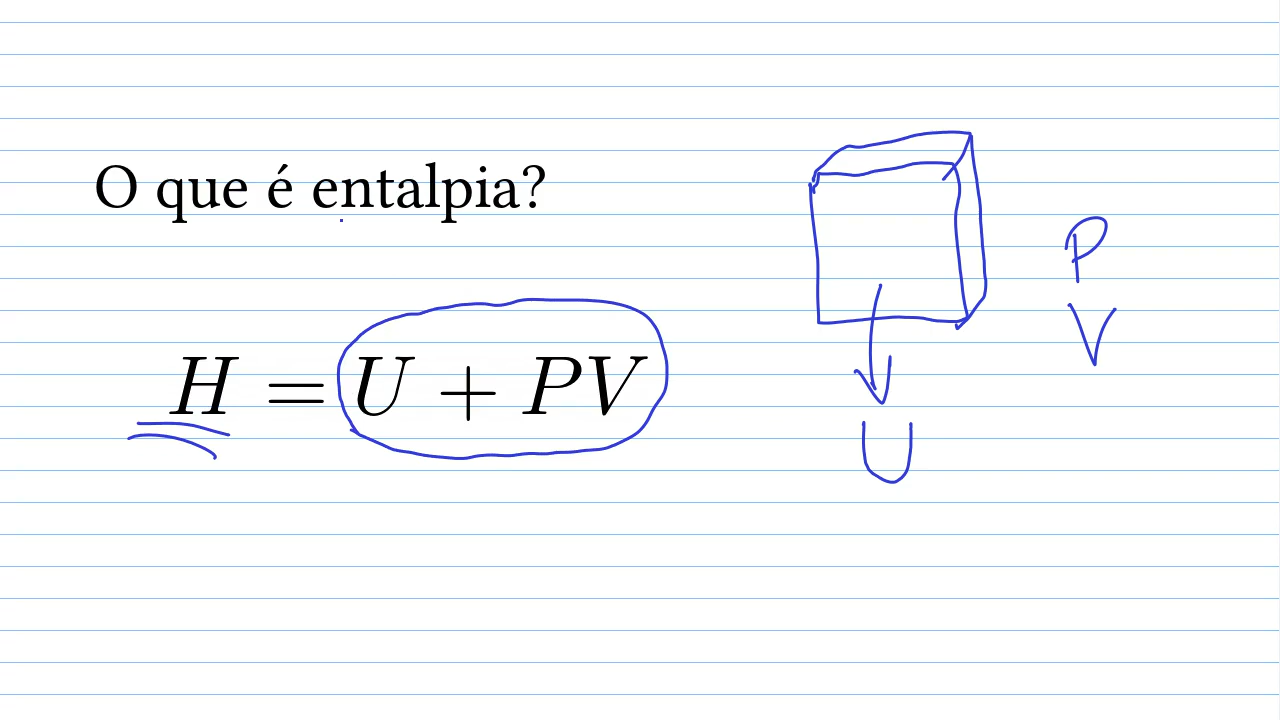 O que é entalpia?
H = U + PV
P
V
U